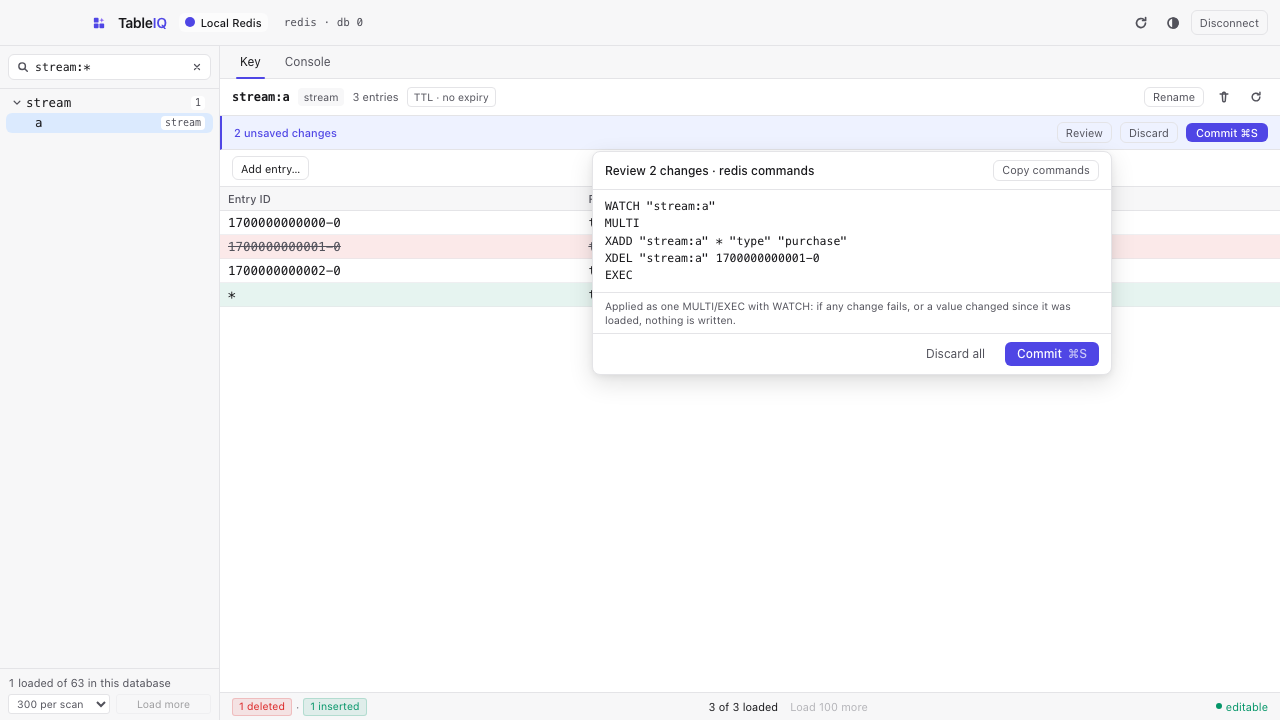 TableIQ
Local Redis
redis · db 0
Disconnect
stream:*
Key
Console
stream
1
a
stream
stream:a
stream
3 entries
TTL · no expiry
Rename
2 unsaved changes
Review
Discard
Commit ⌘S
Add entry...
Entry ID
1700000000000-0
1700000000001-0
1700000000002-0
*
Review 2 changes · redis commands
Copy commands
WATCH "stream:a"
MULTI
XADD "stream:a" * "type" "purchase"
XDEL "stream:a" 1700000000001-0
EXEC
Applied as one MULTI/EXEC with WATCH: if any change fails, or a value changed since it was
loaded, nothing is written.
Discard all
Commit ⌘S
1 loaded of 63 in this database
300 per scan
Load more
1 deleted · 1 inserted
3 of 3 loaded
Load 100 more
editable